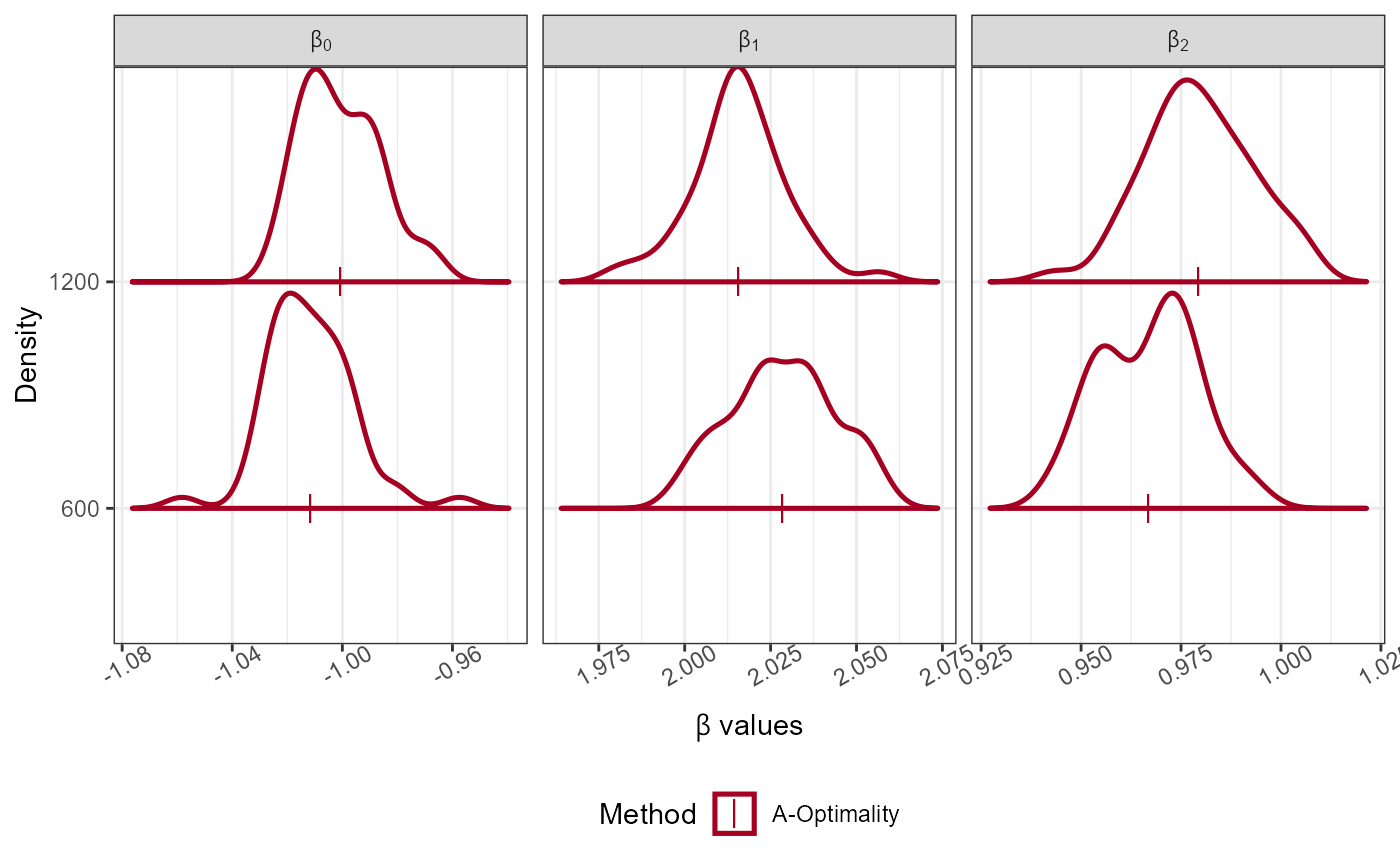 β₀ β₁ β₂
Density
1200
600
-1.08 -1.04 -1.00 -0.96 1.975 2.000 2.025 2.050 2.075 0.925 0.950 0.975 1.000
β values
Method A-Optimality